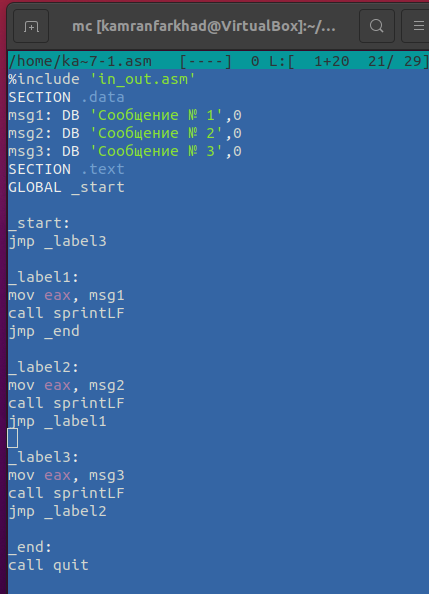 mc [kamranfarkhad@VirtualBox]:~/...
/home/ka~7-1.asm   [----]  0 L:[  1+20  21/ 29]
%include 'in_out.asm'
SECTION .data
msg1: DB 'Сообщение № 1',0
msg2: DB 'Сообщение № 2',0
msg3: DB 'Сообщение № 3',0
SECTION .text
GLOBAL _start
_start:
jmp _label3
_label1:
mov eax, msg1
call sprintLF
jmp _end
_label2:
mov eax, msg2
call sprintLF
jmp _label1
_label3:
mov eax, msg3
call sprintLF
jmp _label2
_end:
call quit